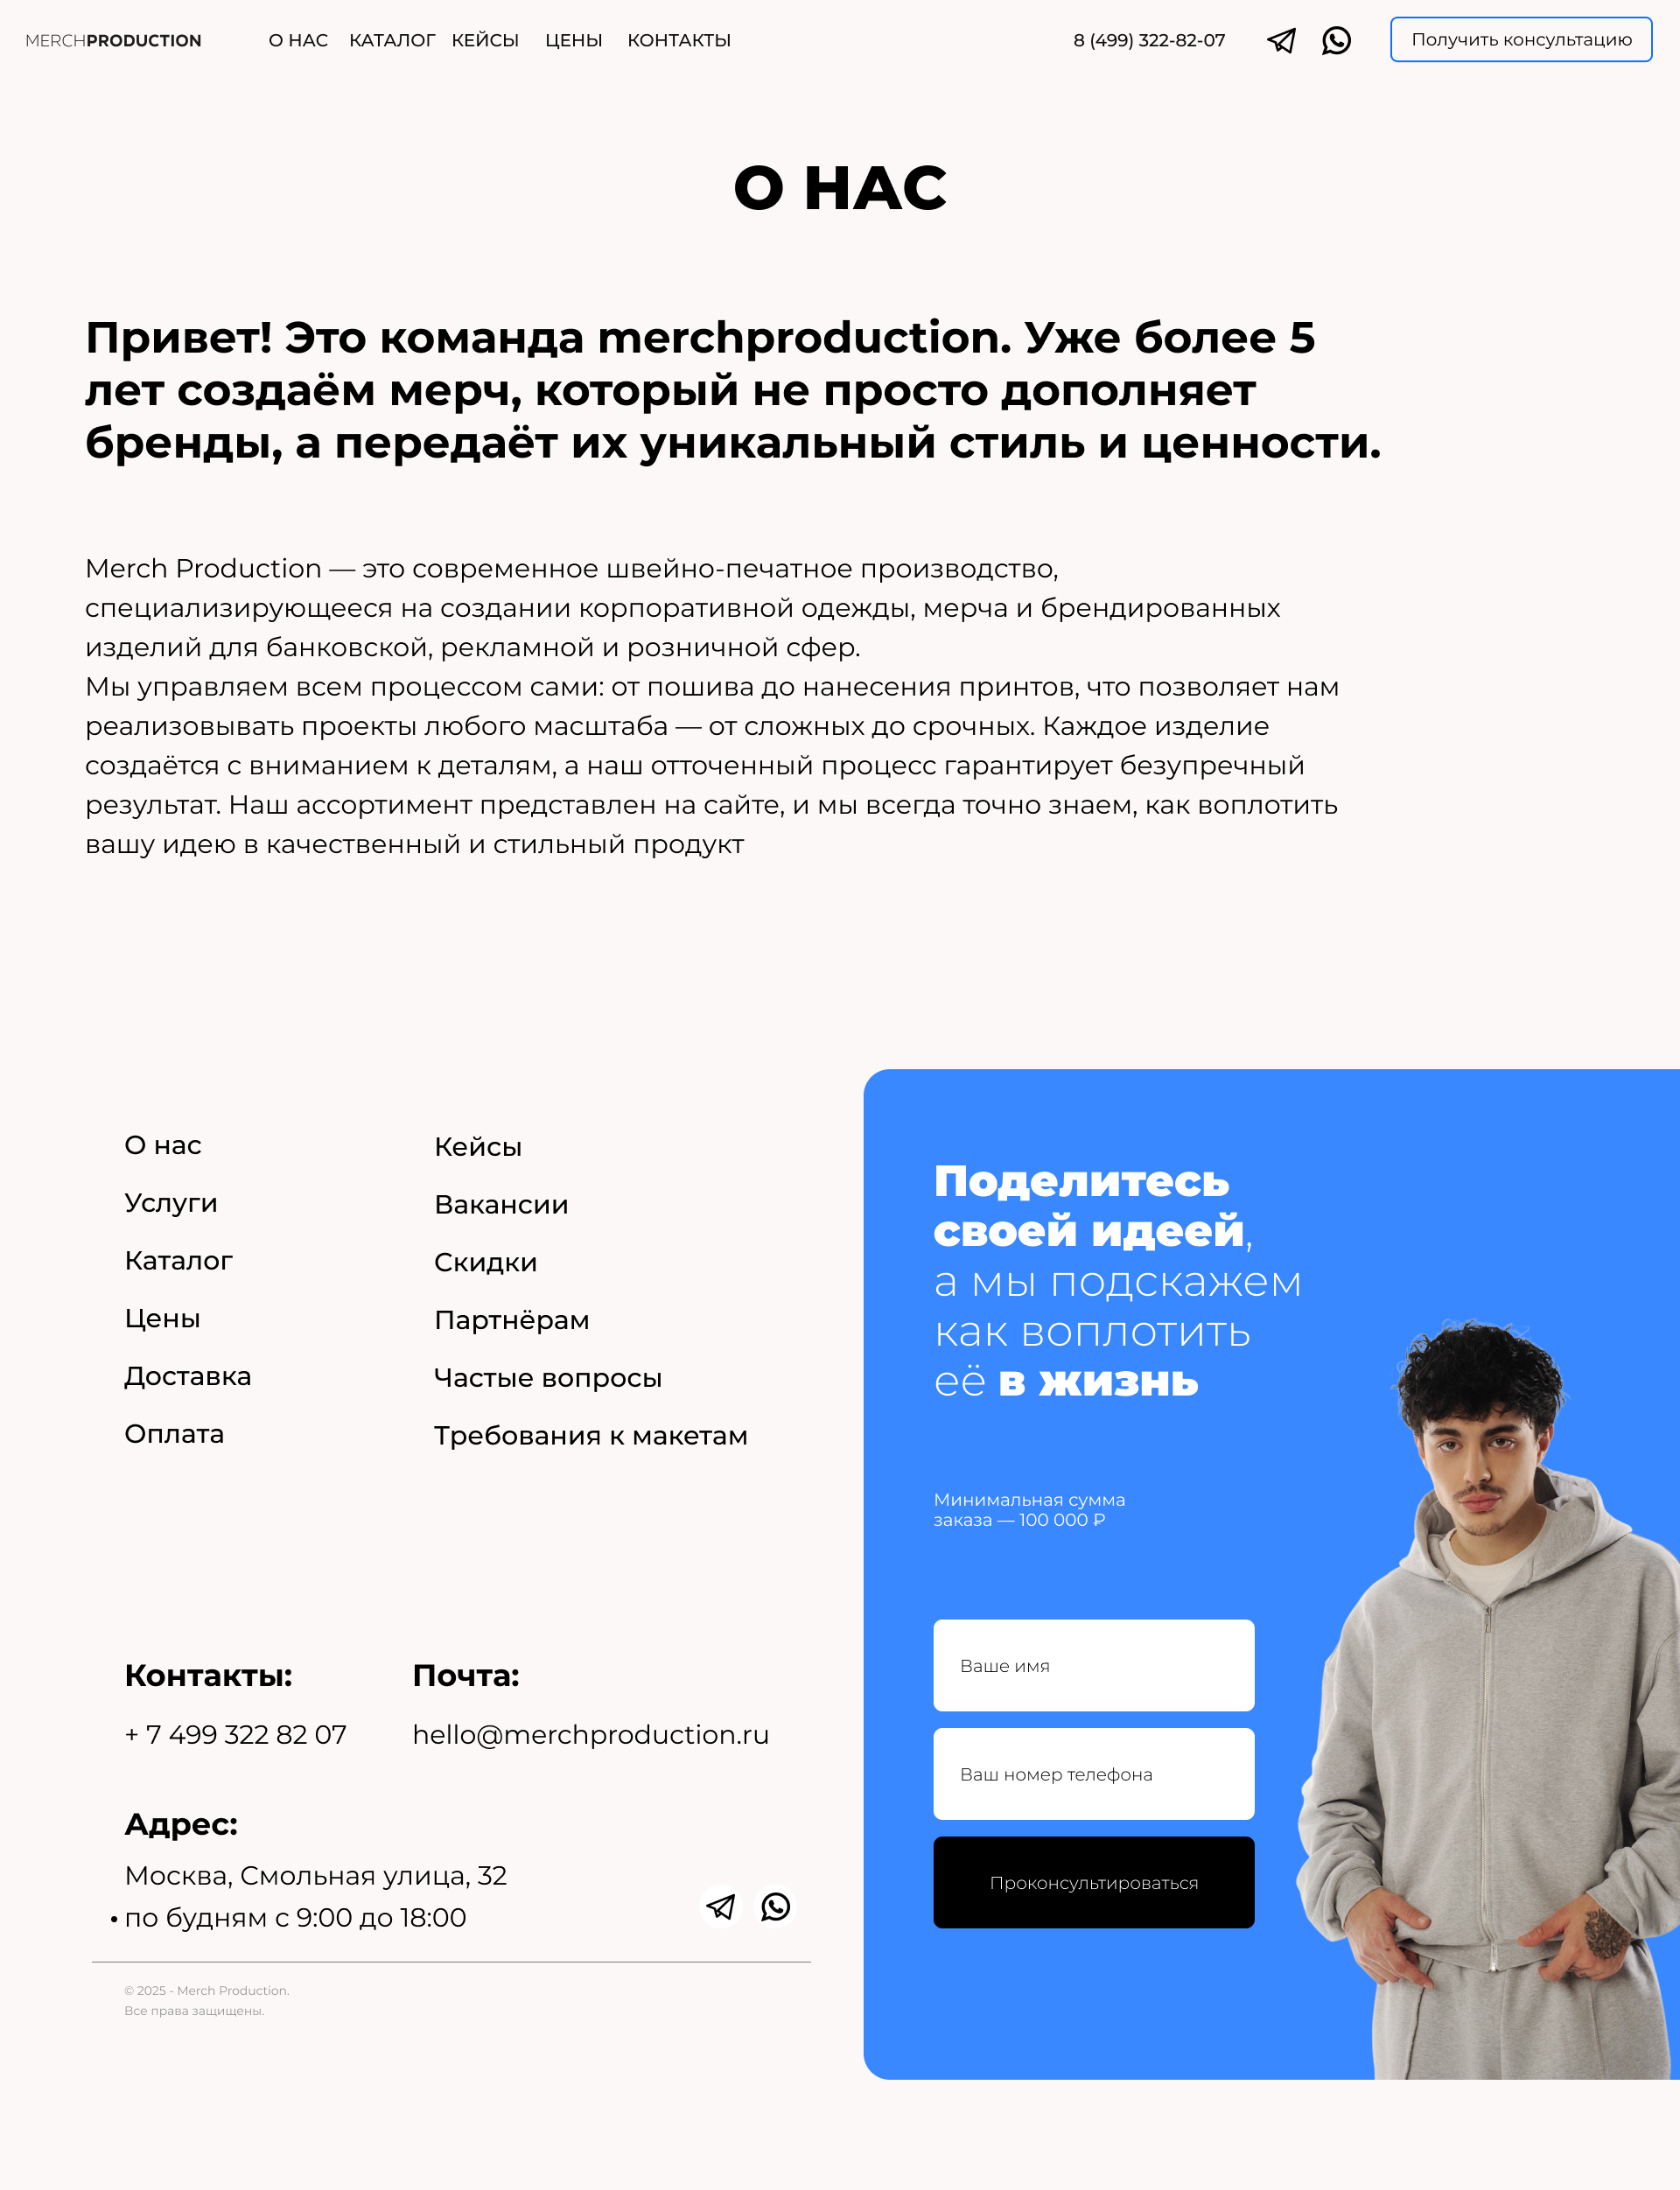 MERCHPRODUCTION О НАС КАТАЛОГ КЕЙСЫ ЦЕНЫ КОНТАКТЫ 8 (499) 322-82-07 Получить консультацию
О НАС
Привет! Это команда merchproduction. Уже более 5
лет создаём мерч, который не просто дополняет
бренды, а передаёт их уникальный стиль и ценности.
Merch Production — это современное швейно-печатное производство,
специализирующееся на создании корпоративной одежды, мерча и брендированных
изделий для банковской, рекламной и розничной сфер.
Мы управляем всем процессом сами: от пошива до нанесения принтов, что позволяет нам
реализовывать проекты любого масштаба — от сложных до срочных. Каждое изделие
создаётся с вниманием к деталям, а наш отточенный процесс гарантирует безупречный
результат. Наш ассортимент представлен на сайте, и мы всегда точно знаем, как воплотить
вашу идею в качественный и стильный продукт
О нас
Услуги
Каталог
Цены
Доставка
Оплата
Кейсы
Вакансии
Скидки
Партнёрам
Частые вопросы
Требования к макетам
Контакты:
+ 7 499 322 82 07
Почта:
hello@merchproduction.ru
Адрес:
Москва, Смольная улица, 32
• по будням с 9:00 до 18:00
© 2025 - Merch Production.
Все права защищены.
Поделитесь
своей идеей,
а мы подскажем
как воплотить
её в жизнь
Минимальная сумма
заказа — 100 000 ₽
Ваше имя
Ваш номер телефона
Проконсультироваться